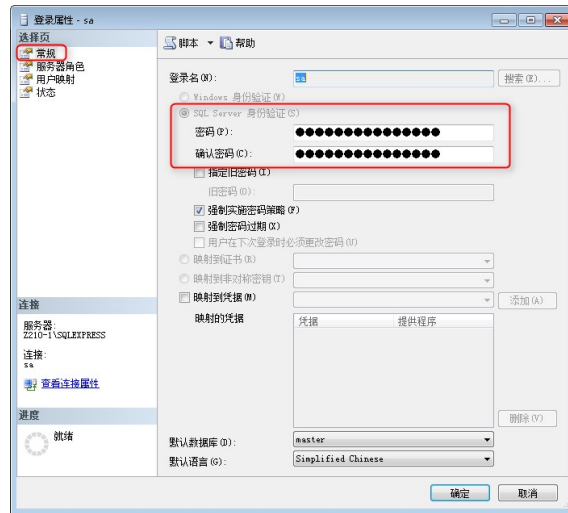 登录属性 - sa
选择页
常规
服务器角色
用户映射
状态
脚本
帮助
登录名(N):
sa
搜索(E)...
Windows 身份验证(W)
SQL Server 身份验证(S)
密码(P):
●●●●●●●●●●●●●●●
确认密码(C):
●●●●●●●●●●●●●●●
指定旧密码(I)
旧密码(O):
强制实施密码策略(F)
强制密码过期(X)
用户在下次登录时必须更改密码(U)
映射到证书(R)
映射到非对称密钥(T)
映射到凭据(M)
添加(A)
映射的凭据
凭据
提供程序
删除(V)
默认数据库(D):
master
默认语言(G):
Simplified Chinese
连接
服务器:
Z210-1\SQLEXPRESS
连接:
sa
查看连接属性
进度
就绪
确定
取消